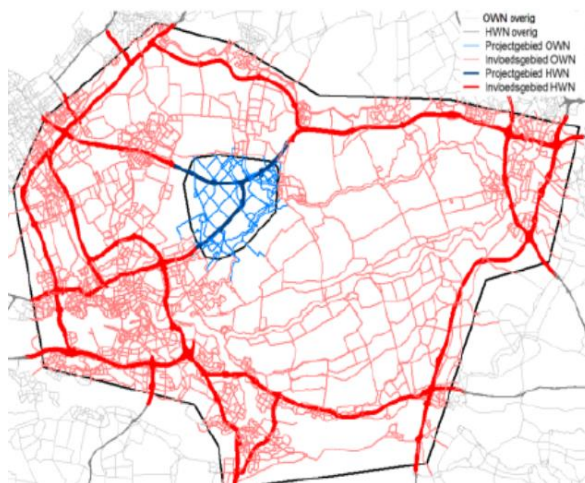 OWN overig
HWN overig
Projectgebied OWN
Invloedsgebied OWN
Projectgebied HWN
Invloedsgebied HWN